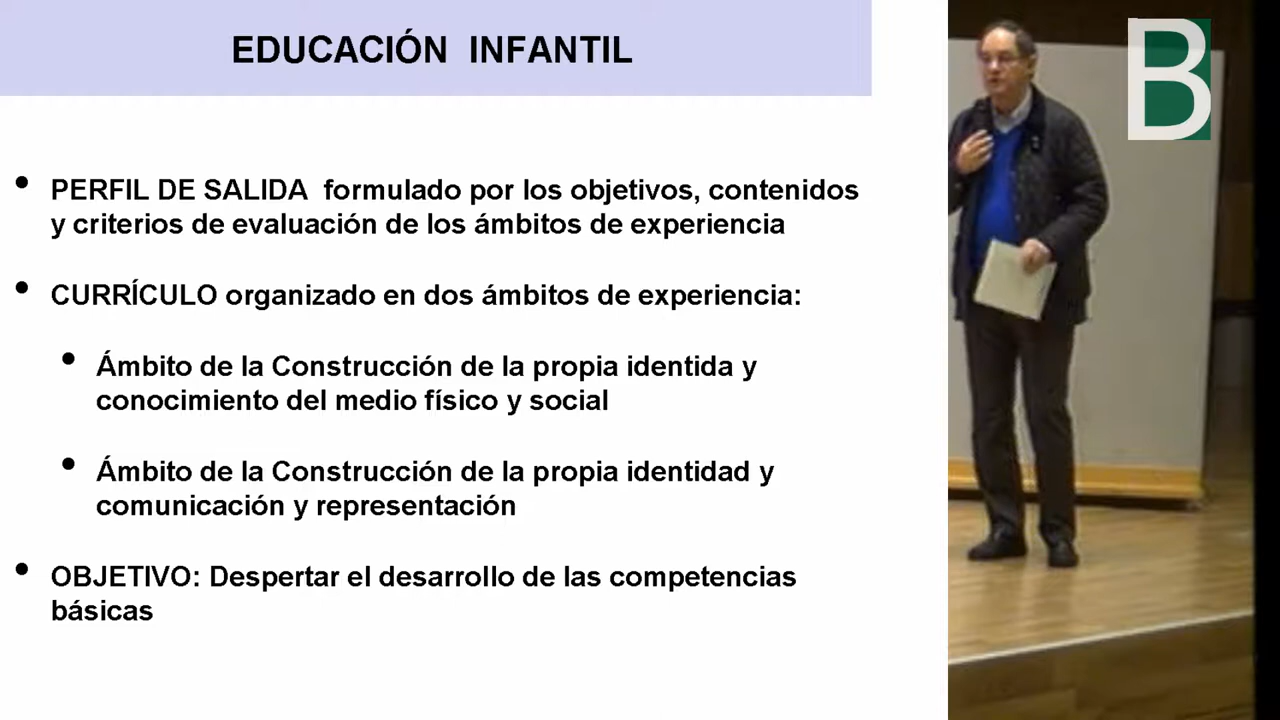 EDUCACIÓN INFANTIL
B
• PERFIL DE SALIDA formulado por los objetivos, contenidos
y criterios de evaluación de los ámbitos de experiencia
• CURRÍCULO organizado en dos ámbitos de experiencia:
• Ámbito de la Construcción de la propia identida y
conocimiento del medio físico y social
• Ámbito de la Construcción de la propia identidad y
comunicación y representación
• OBJETIVO: Despertar el desarrollo de las competencias
básicas